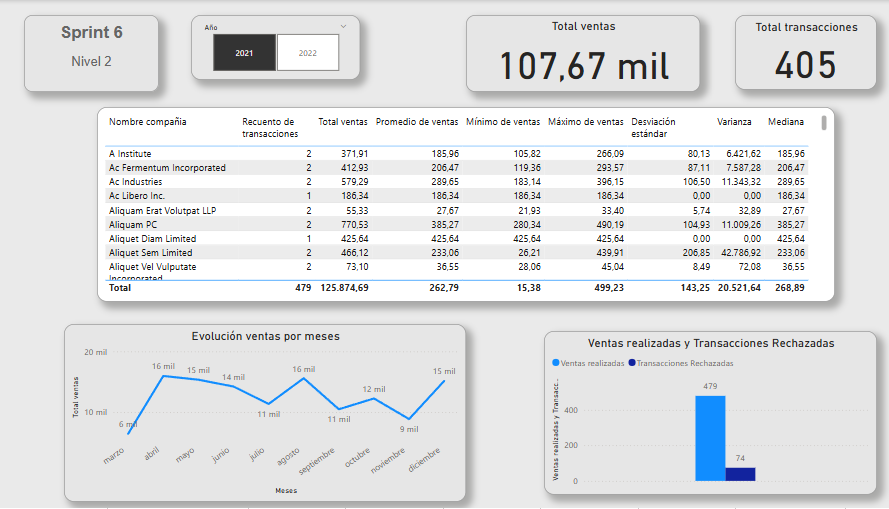 Sprint 6
Nivel 2
Año
2021 2022
Total ventas
107,67 mil
Total transacciones
405
Nombre compañia Recuento de transacciones Total ventas Promedio de ventas Mínimo de ventas Máximo de ventas Desviación estándar Varianza Mediana
A Institute 2 371,91 185,96 105,82 266,09 80,13 6.421,62 185,96
Ac Fermentum Incorporated 2 412,93 206,47 119,36 293,57 87,11 7.587,28 206,47
Ac Industries 2 579,29 289,65 183,14 396,15 106,50 11.343,32 289,65
Ac Libero Inc. 1 186,34 186,34 186,34 186,34 0,00 0,00 186,34
Aliquam Erat Volutpat LLP 2 55,33 27,67 21,93 33,40 5,74 32,89 27,67
Aliquam PC 2 770,53 385,27 280,34 490,19 104,93 11.009,26 385,27
Aliquet Diam Limited 1 425,64 425,64 425,64 425,64 0,00 0,00 425,64
Aliquet Sem Limited 2 466,12 233,06 26,21 439,91 206,85 42.786,92 233,06
Aliquet Vel Vulputate Incorporated 2 73,10 36,55 28,06 45,04 8,49 72,08 36,55
Total 479 125.874,69 262,79 15,38 499,23 143,25 20.521,64 268,89
Evolución ventas por meses
Total ventas
20 mil
10 mil
6 mil
16 mil
15 mil
14 mil
11 mil
16 mil
11 mil
12 mil
9 mil
15 mil
marzo abril mayo junio julio agosto septiembre octubre noviembre diciembre
Meses
Ventas realizadas y Transacciones Rechazadas
Ventas realizadas Transacciones Rechazadas
Ventas realizadas y Transacc...
400
200
0
479
74